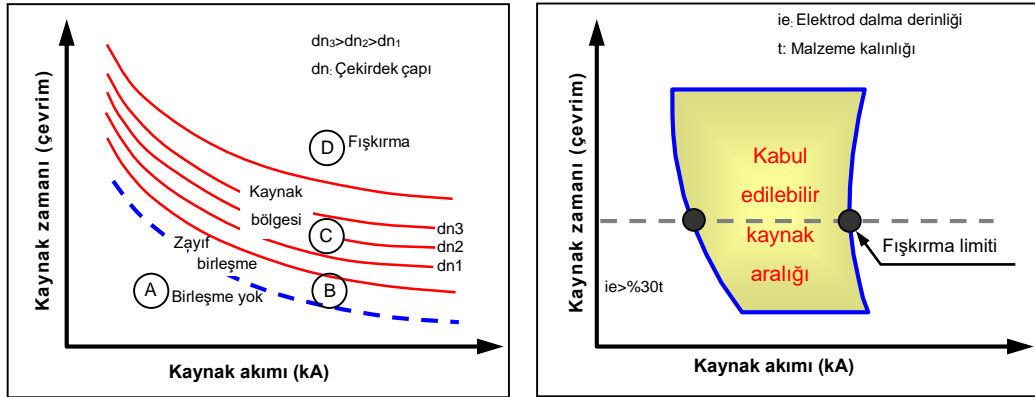 Kaynak zamanı (çevrim)
dn3>dn2>dn1
dn: Çekirdek çapı
D
Fışkırma
Kaynak
bölgesi
dn3
C
dn2
dn1
Zayıf
birleşme
A
Birleşme yok
B
Kaynak akımı (kA)
Kaynak zamanı (çevrim)
ie: Elektrod dalma derinliği
t: Malzeme kalınlığı
Kabul
edilebilir
kaynak
aralığı
Fışkırma limiti
ie>%30t
Kaynak akımı (kA)